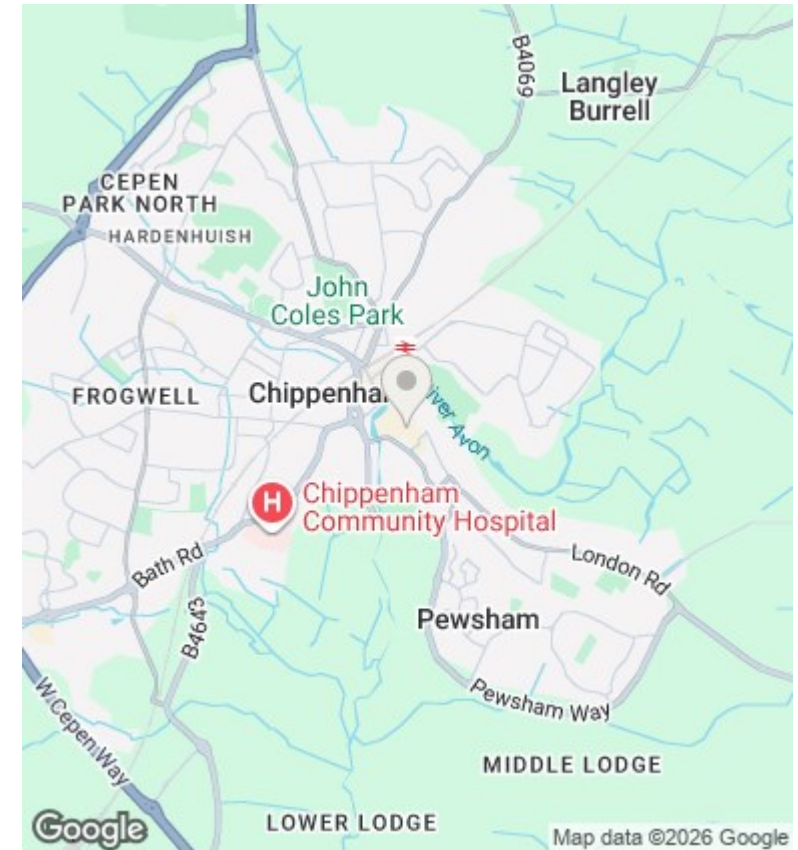 B4069
Langley
Burrell
CEPEN
PARK NORTH
HARDENHUISH
John
Coles Park
FROGWELL
Chippenha
iver Avon
H
Chippenham
Community Hospital
Bath Rd
London Rd
B4643
Pewsham
Pewsham Way
W Cepen Way
MIDDLE LODGE
LOWER LODGE
Google
Map data ©2026 Google